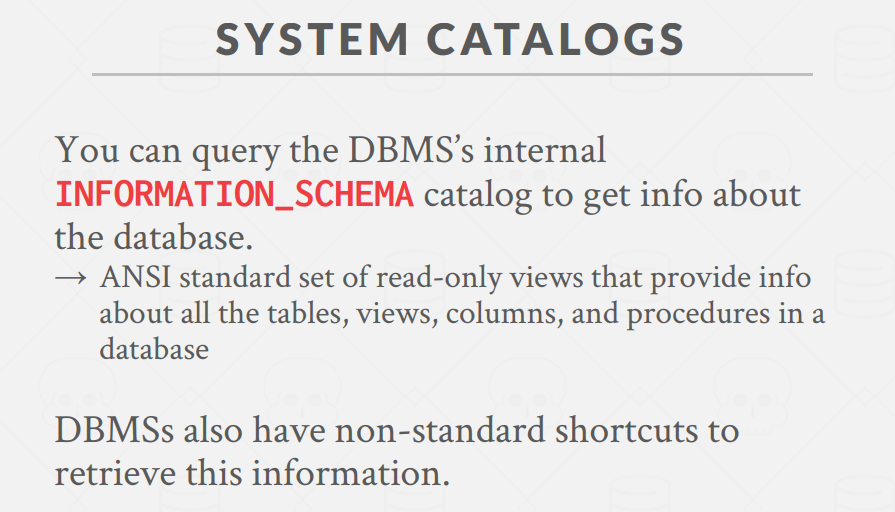 SYSTEM CATALOGS
You can query the DBMS’s internal
INFORMATION_SCHEMA catalog to get info about
the database.
→ ANSI standard set of read-only views that provide info
about all the tables, views, columns, and procedures in a
database
DBMSs also have non-standard shortcuts to
retrieve this information.